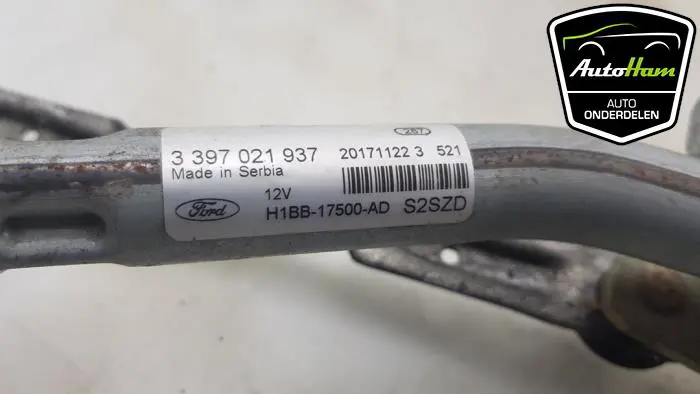 AutoHam
AUTO
ONDERDELEN
257
3 397 021 937
20171122 3 521
Made in Serbia
12V
Ford
H1BB-17500-AD S2SZD